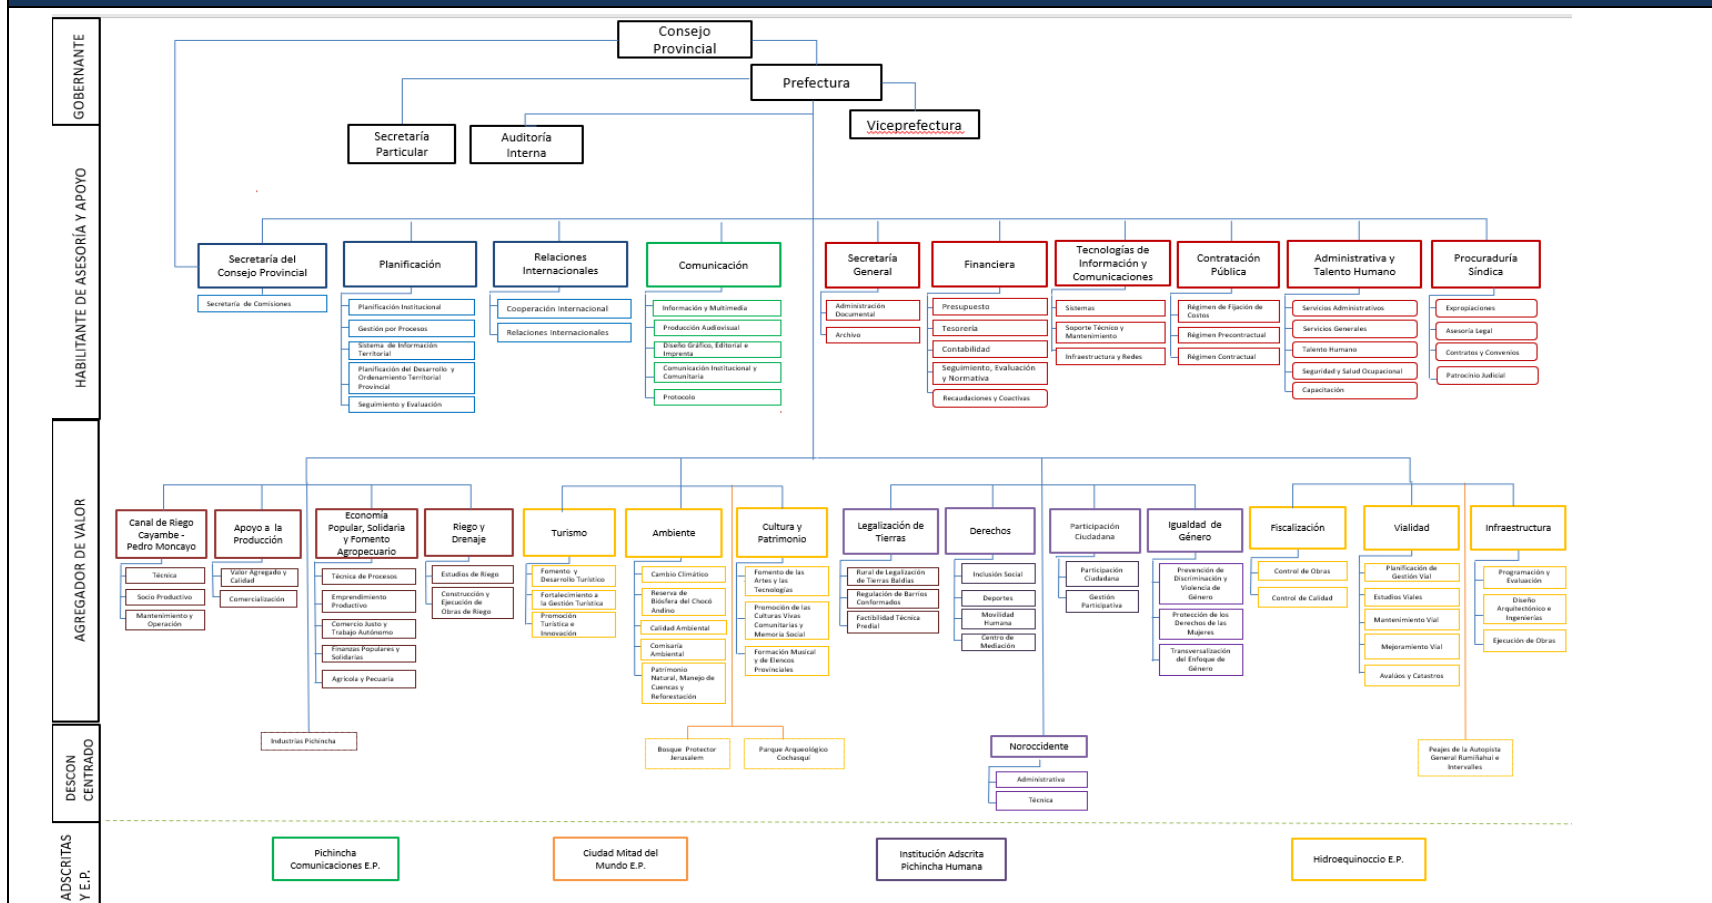 GOBERNANTE
Consejo
Provincial
Prefectura
Viceprefectura
HABILITANTE DE ASESORÍA Y APOYO
Secretaría
Particular
Auditoría
Interna
Secretaría del
Consejo Provincial
Secretaría de Comisiones
Planificación
Planificación Institucional
Gestión por Procesos
Sistema de Información
Territorial
Planificación del Desarrollo y
Ordenamiento Territorial
Provincial
Seguimiento y Evaluación
Relaciones
Internacionales
Cooperación Internacional
Relaciones Internacionales
Comunicación
Información y Multimedia
Producción Audiovisual
Diseño Gráfico, Editorial e
Imprenta
Comunicación Institucional y
Comunitaria
Protocolo
Secretaría
General
Administración
Documental
Archivo
Financiera
Presupuesto
Tesorería
Contabilidad
Seguimiento, Evaluación
y Normativa
Recaudaciones y Coactivas
Tecnologías de
Información y
Comunicaciones
Sistemas
Soporte Técnico y
Mantenimiento
Infraestructura y Redes
Contratación
Pública
Régimen de Fijación de
Costos
Régimen Precontractual
Régimen Contractual
Administrativa y
Talento Humano
Servicios Administrativos
Servicios Generales
Talento Humano
Seguridad y Salud Ocupacional
Capacitación
Procuraduría
Síndica
Expropiaciones
Asesoría Legal
Contratos y Convenios
Patrocinio Judicial
AGREGADOR DE VALOR
Canal de Riego
Cayambe -
Pedro Moncayo
Técnica
Socio Productivo
Mantenimiento y
Operación
Apoyo a la
Producción
Valor Agregado y
Calidad
Comercialización
Economía
Popular, Solidaria
y Fomento
Agropecuario
Técnica de Procesos
Emprendimiento
Productivo
Comercio Justo y
Trabajo Autónomo
Finanzas Populares y
Solidarias
Agrícola y Pecuaria
Riego y
Drenaje
Estudios de Riego
Construcción y
Ejecución de
Obras de Riego
Turismo
Fomento y
Desarrollo Turístico
Fortalecimiento a
la Gestión Turística
Promoción
Turística e
Innovación
Ambiente
Cambio Climático
Reserva de
Biósfera del Chocó
Andino
Calidad Ambiental
Comisaría
Ambiental
Patrimonio
Natural, Manejo de
Cuencas y
Reforestación
Cultura y
Patrimonio
Fomento de las
Artes y las
Tecnologías
Promoción de las
Culturas Vivas
Comunitarias y
Memoria Social
Formación Musical
y de Elencos
Provinciales
Legalización de
Tierras
Rural de Legalización
de Tierras Baldías
Regulación de Barrios
Conformados
Factibilidad Técnica
Predial
Derechos
Inclusión Social
Deportes
Movilidad
Humana
Centro de
Mediación
Participación
Ciudadana
Participación
Ciudadana
Gestión
Participativa
Igualdad de
Género
Prevención de
Discriminación y
Violencia de
Género
Protección de los
Derechos de las
Mujeres
Transversalización
del Enfoque de
Género
Fiscalización
Control de Obras
Control de Calidad
Vialidad
Planificación de
Gestión Vial
Estudios Viales
Mantenimiento Vial
Mejoramiento Vial
Avalúos y Catastros
Infraestructura
Programación y
Evaluación
Diseño
Arquitectónico e
Ingenierías
Ejecución de Obras
DESCON
CENTRADO
Industrias Pichincha
Bosque Protector
Jerusalem
Parque Arqueológico
Cochasquí
Noroccidente
Administrativa
Técnica
Peajes de la Autopista
General Rumiñahui e
Intervalles
ADSCRITAS
Y E.P.
Pichincha
Comunicaciones E.P.
Ciudad Mitad del
Mundo E.P.
Institución Adscrita
Pichincha Humana
Hidroequinoccio E.P.